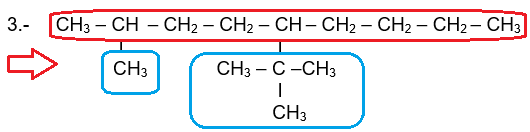 3.- CH₃ – CH – CH₂ – CH₂ – CH – CH₂ – CH₂ – CH₂ – CH₃
CH₃ CH₃ – C – CH₃
CH₃